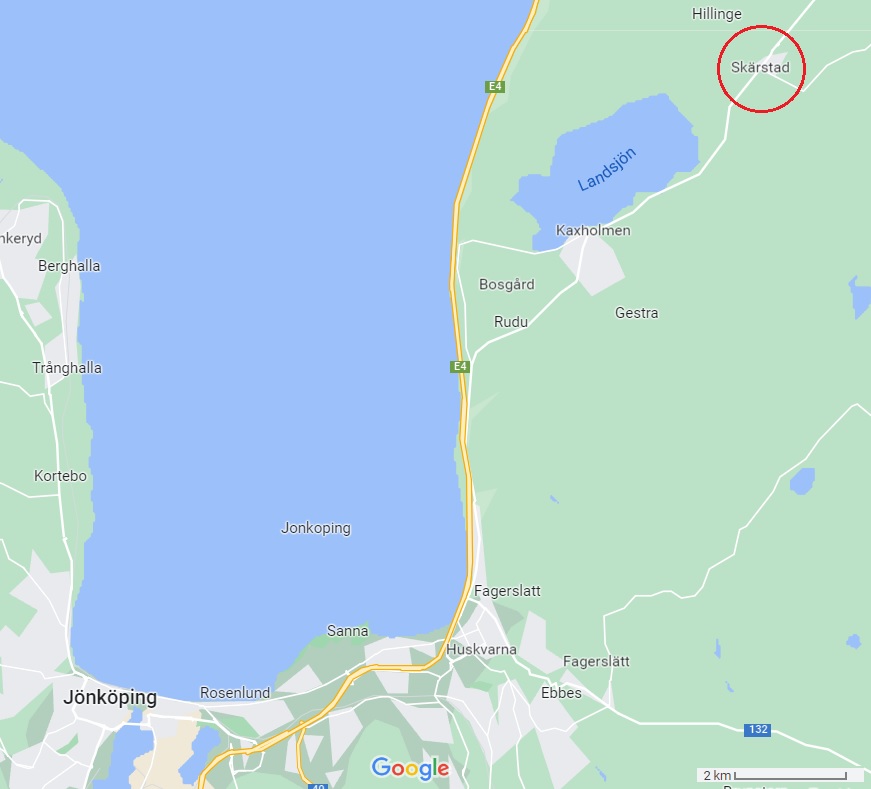 Hillinge
Skärstad
E4
Landsjön
Kaxholmen
nkeryd
Berghalla
Bosgård
Gestra
Rudu
E4
Trånghalla
Kortebo
Jonkoping
Fagerslatt
Sanna
Huskvarna
Fagerslätt
Rosenlund
Ebbes
Jönköping
132
Google
2 km